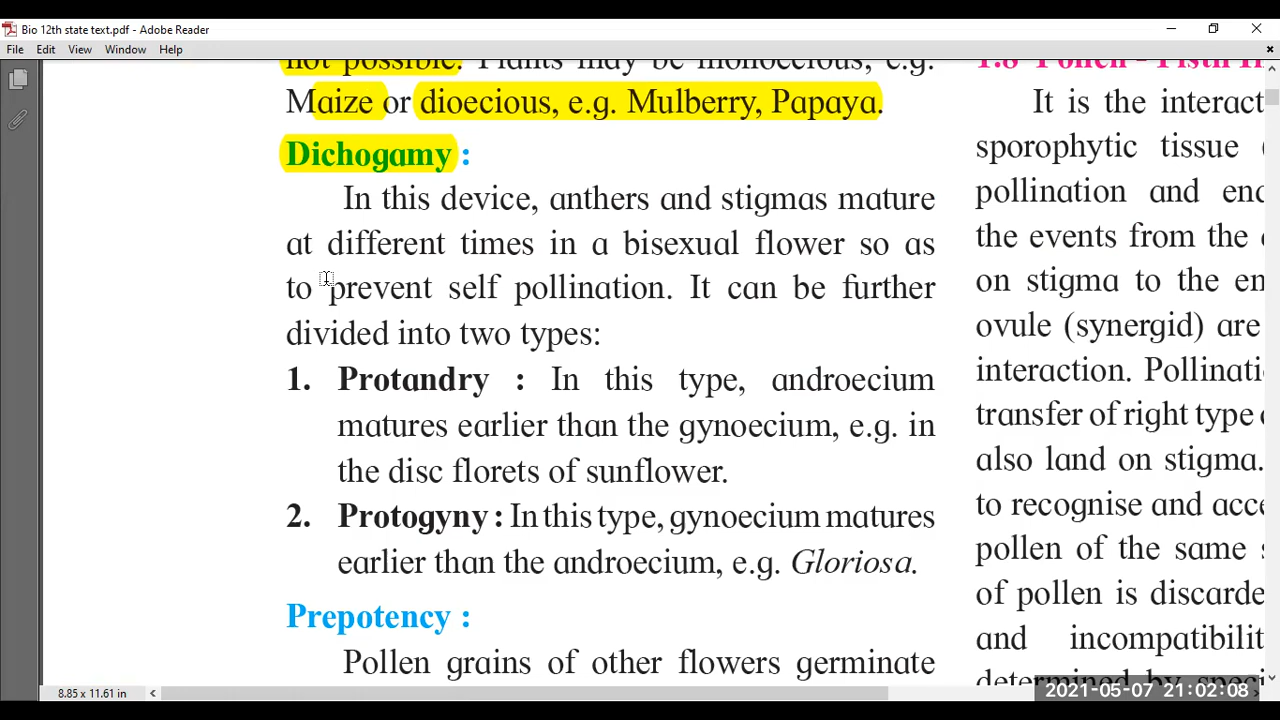 Bio 12th state text.pdf - Adobe Reader
File Edit View Window Help
not possible. Plants may be monoecious, e.g.
Maize or dioecious, e.g. Mulberry, Papaya.
Dichogamy :
In this device, anthers and stigmas mature
at different times in a bisexual flower so as
to prevent self pollination. It can be further
divided into two types:
1. Protandry : In this type, androecium
matures earlier than the gynoecium, e.g. in
the disc florets of sunflower.
2. Protogyny : In this type, gynoecium matures
earlier than the androecium, e.g. Gloriosa.
Prepotency :
Pollen grains of other flowers germinate
It is the interact
sporophytic tissue
pollination and end
the events from the
on stigma to the en
ovule (synergid) are
interaction. Pollinati
transfer of right type
also land on stigma.
to recognise and acce
pollen of the same
of pollen is discarde
and incompatibilit
8.85 x 11.61 in
2021-05-07 21:02:08